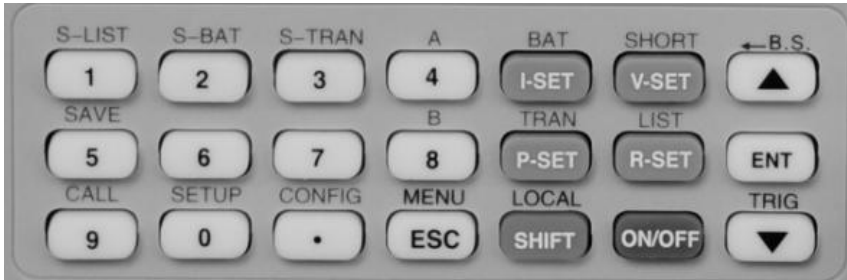 S-LIST S-BAT S-TRAN A BAT SHORT ←B.S.
1 2 3 4 I-SET V-SET ▲
SAVE B TRAN LIST
5 6 7 8 P-SET R-SET ENT
CALL SETUP CONFIG MENU LOCAL TRIG
9 0 • ESC SHIFT ON/OFF ▼